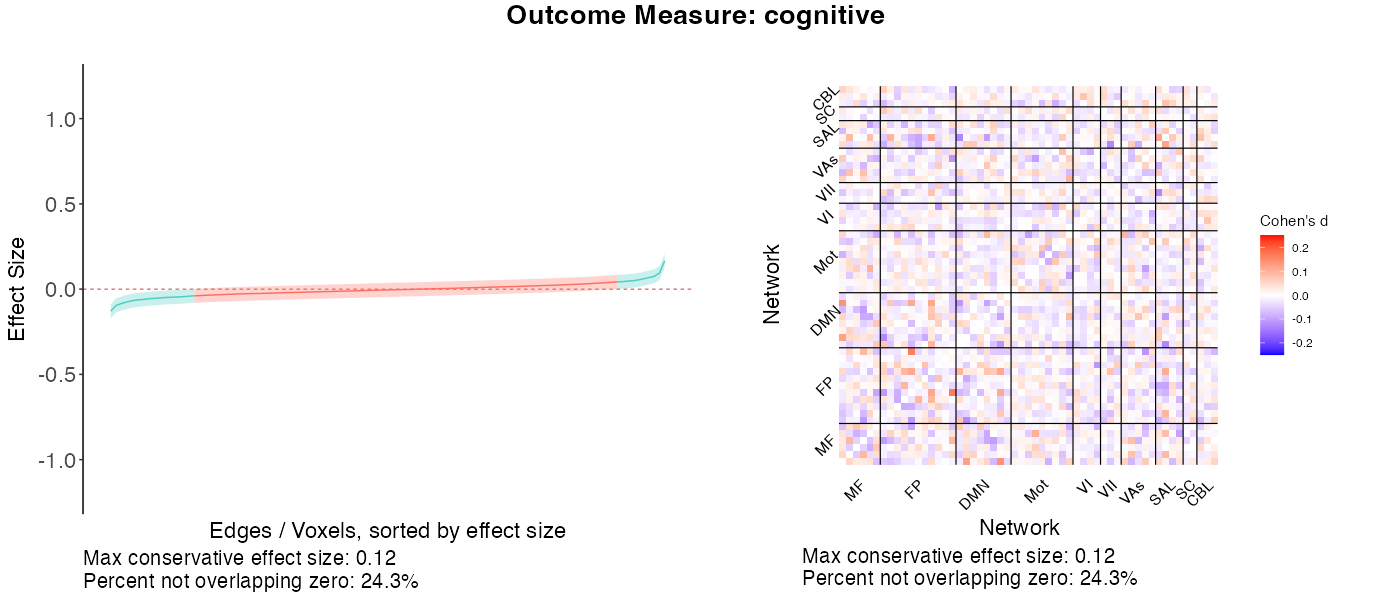 Outcome Measure: cognitive
Effect Size
1.0
0.5
0.0
-0.5
-1.0
Edges / Voxels, sorted by effect size
Max conservative effect size: 0.12
Percent not overlapping zero: 24.3%
Network
CBL
SC
SAL
VAs
VII
VI
Mot
DMN
FP
MF
MF
FP
DMN
Mot
VI
VII
VAs
SAL
SC
CBL
Network
Max conservative effect size: 0.12
Percent not overlapping zero: 24.3%
Cohen's d
0.2
0.1
0.0
-0.1
-0.2